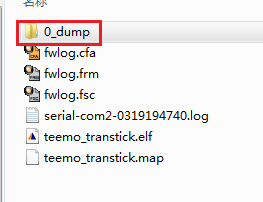 名称
0_dump
fwlog.cfa
fwlog.frm
fwlog.fsc
serial-com2-0319194740.log
teemo_transtick.elf
teemo_transtick.map